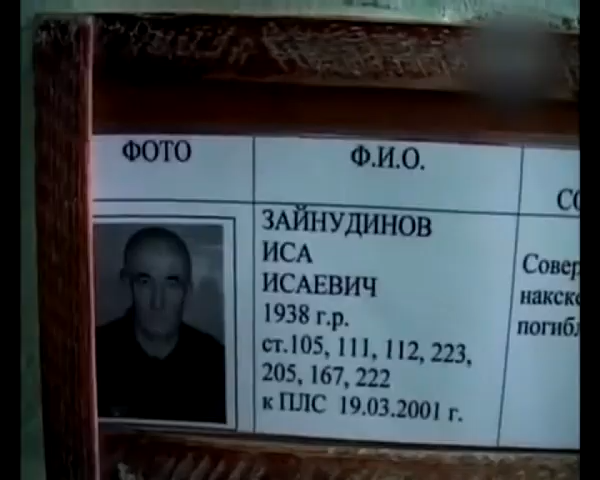 ФОТО
Ф.И.О.
ЗАЙНУДИНОВ
ИСА
ИСАЕВИЧ
1938 г.р.
ст.105, 111, 112, 223,
205, 167, 222
к ПЛС 19.03.2001 г.